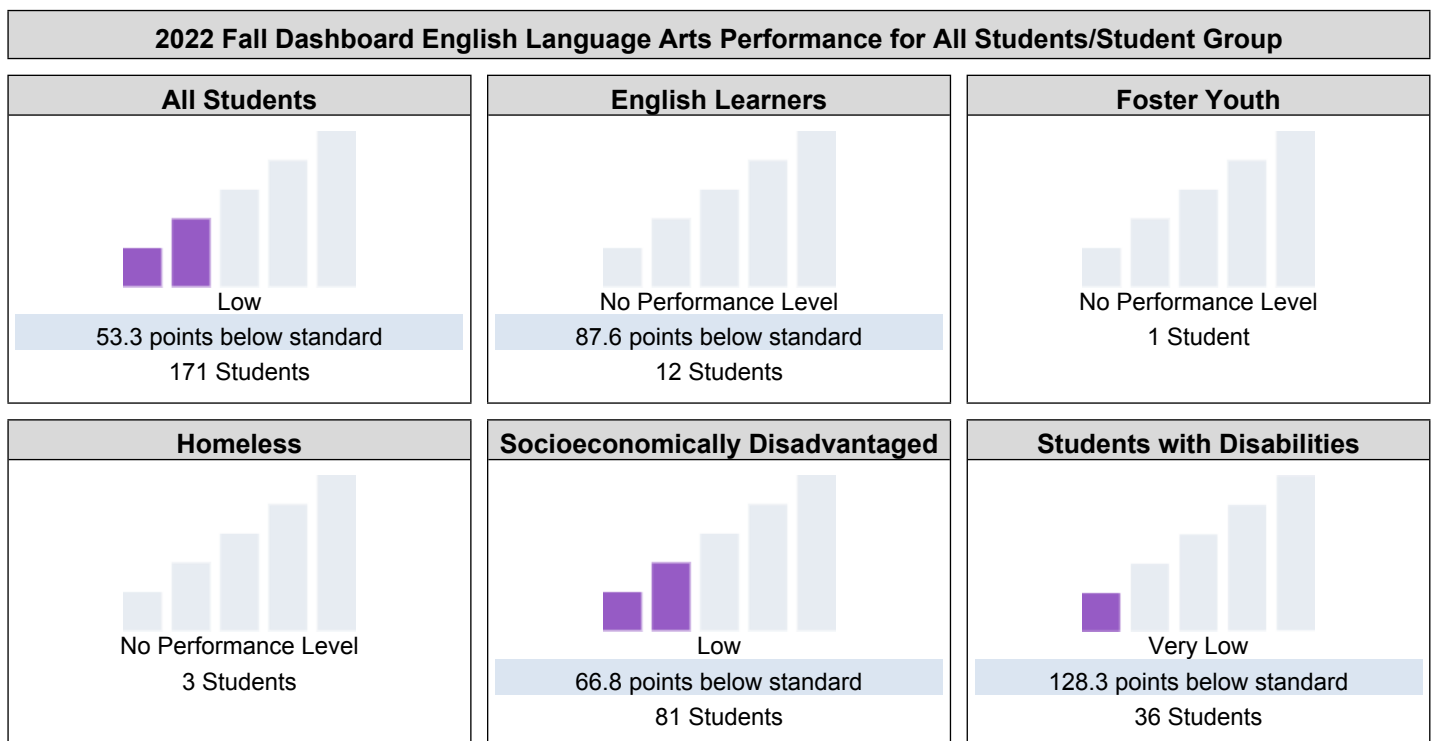 2022 Fall Dashboard English Language Arts Performance for All Students/Student Group
All Students
Low
53.3 points below standard
171 Students
English Learners
No Performance Level
87.6 points below standard
12 Students
Foster Youth
No Performance Level
1 Student
Homeless
No Performance Level
3 Students
Socioeconomically Disadvantaged
Low
66.8 points below standard
81 Students
Students with Disabilities
Very Low
128.3 points below standard
36 Students